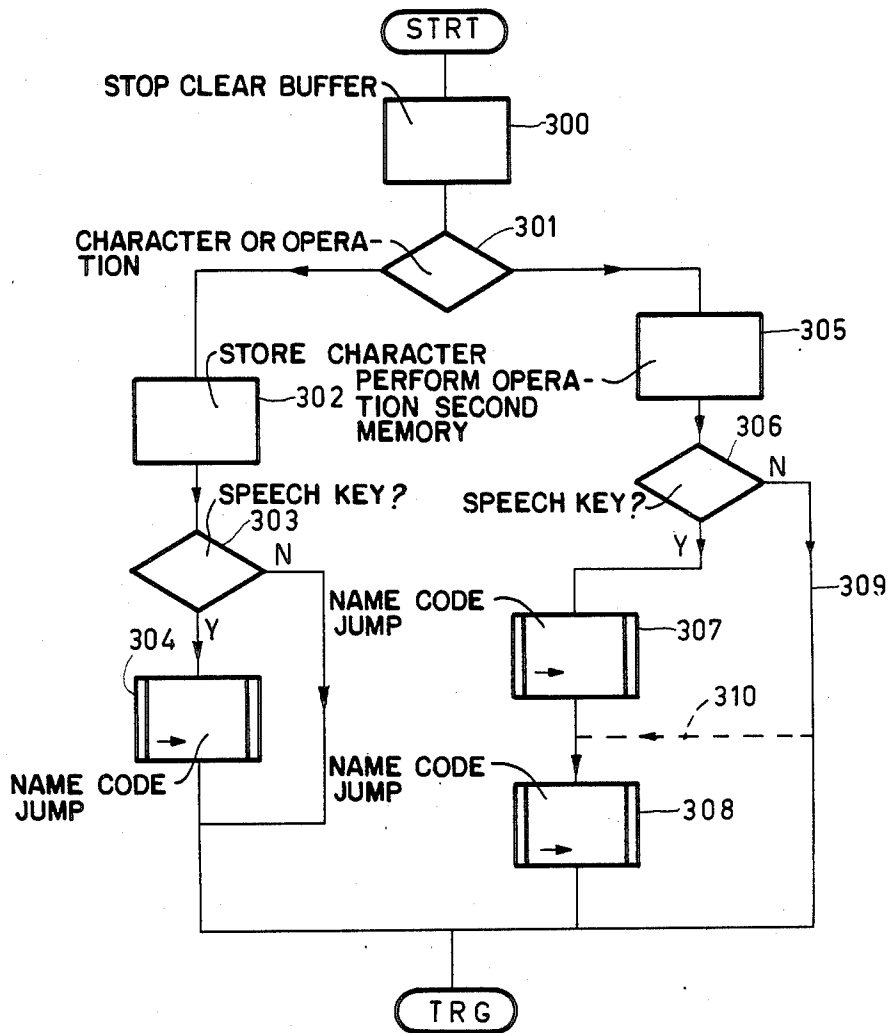 STRT
STOP CLEAR BUFFER
300
301
CHARACTER OR OPERA-
TION
305
STORE CHARACTER
302
PERFORM OPERA-
TION SECOND
MEMORY
306
N
SPEECH KEY?
303
SPEECH KEY?
N
Y
309
NAME CODE
JUMP
307
Y
304
310
NAME CODE
JUMP
NAME CODE
JUMP
308
TRG